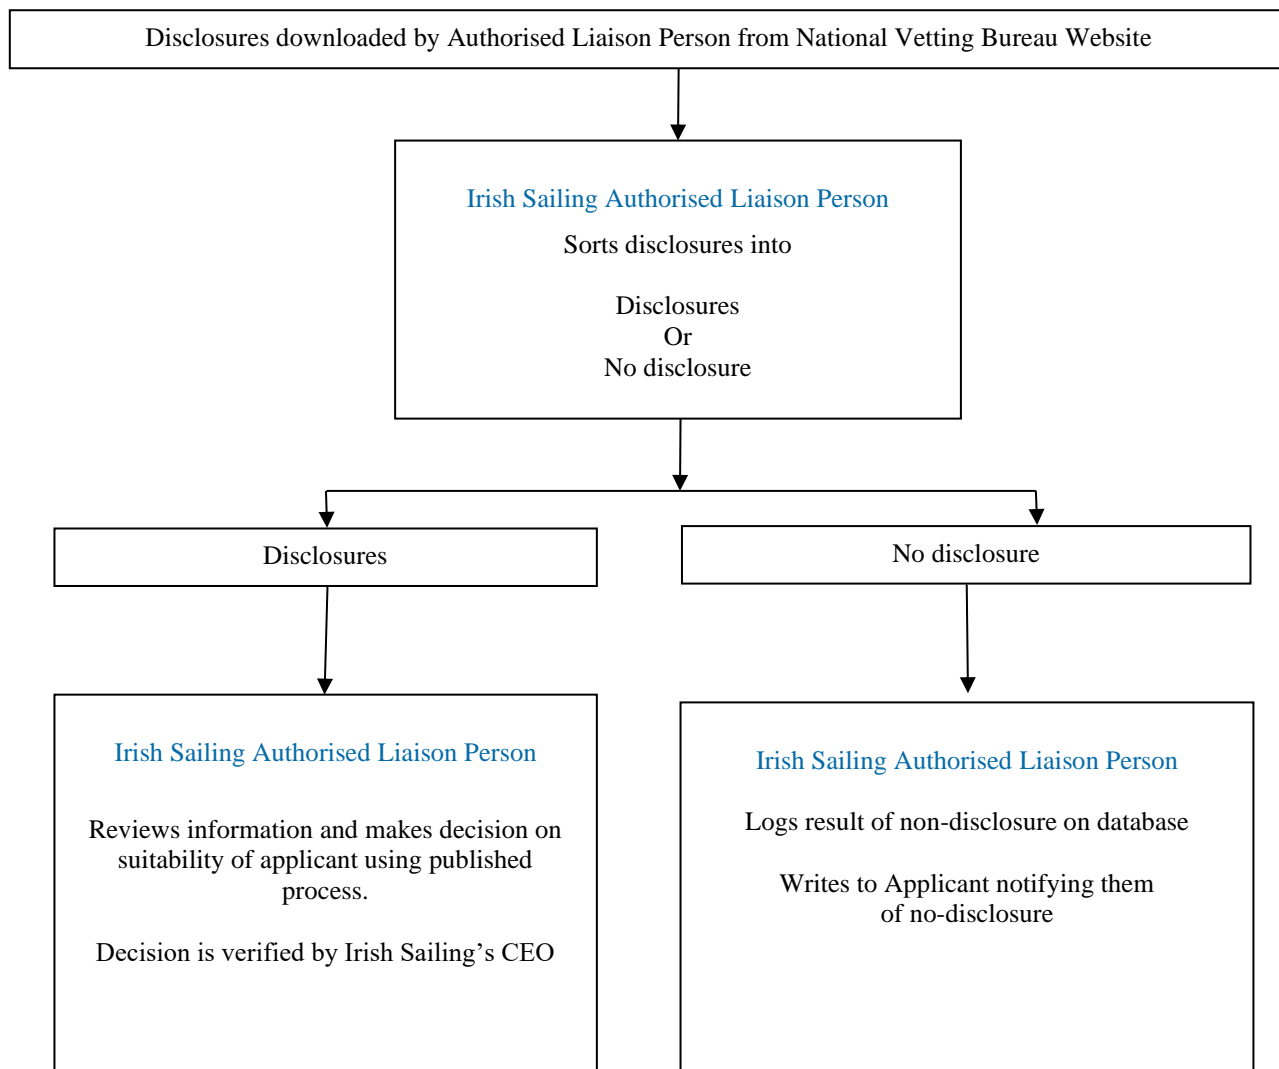 Disclosures downloaded by Authorised Liaison Person from National Vetting Bureau Website
Irish Sailing Authorised Liaison Person
Sorts disclosures into
Disclosures
Or
No disclosure
Disclosures
No disclosure
Irish Sailing Authorised Liaison Person
Reviews information and makes decision on
suitability of applicant using published
process.
Decision is verified by Irish Sailing’s CEO
Irish Sailing Authorised Liaison Person
Logs result of non-disclosure on database
Writes to Applicant notifying them
of no-disclosure